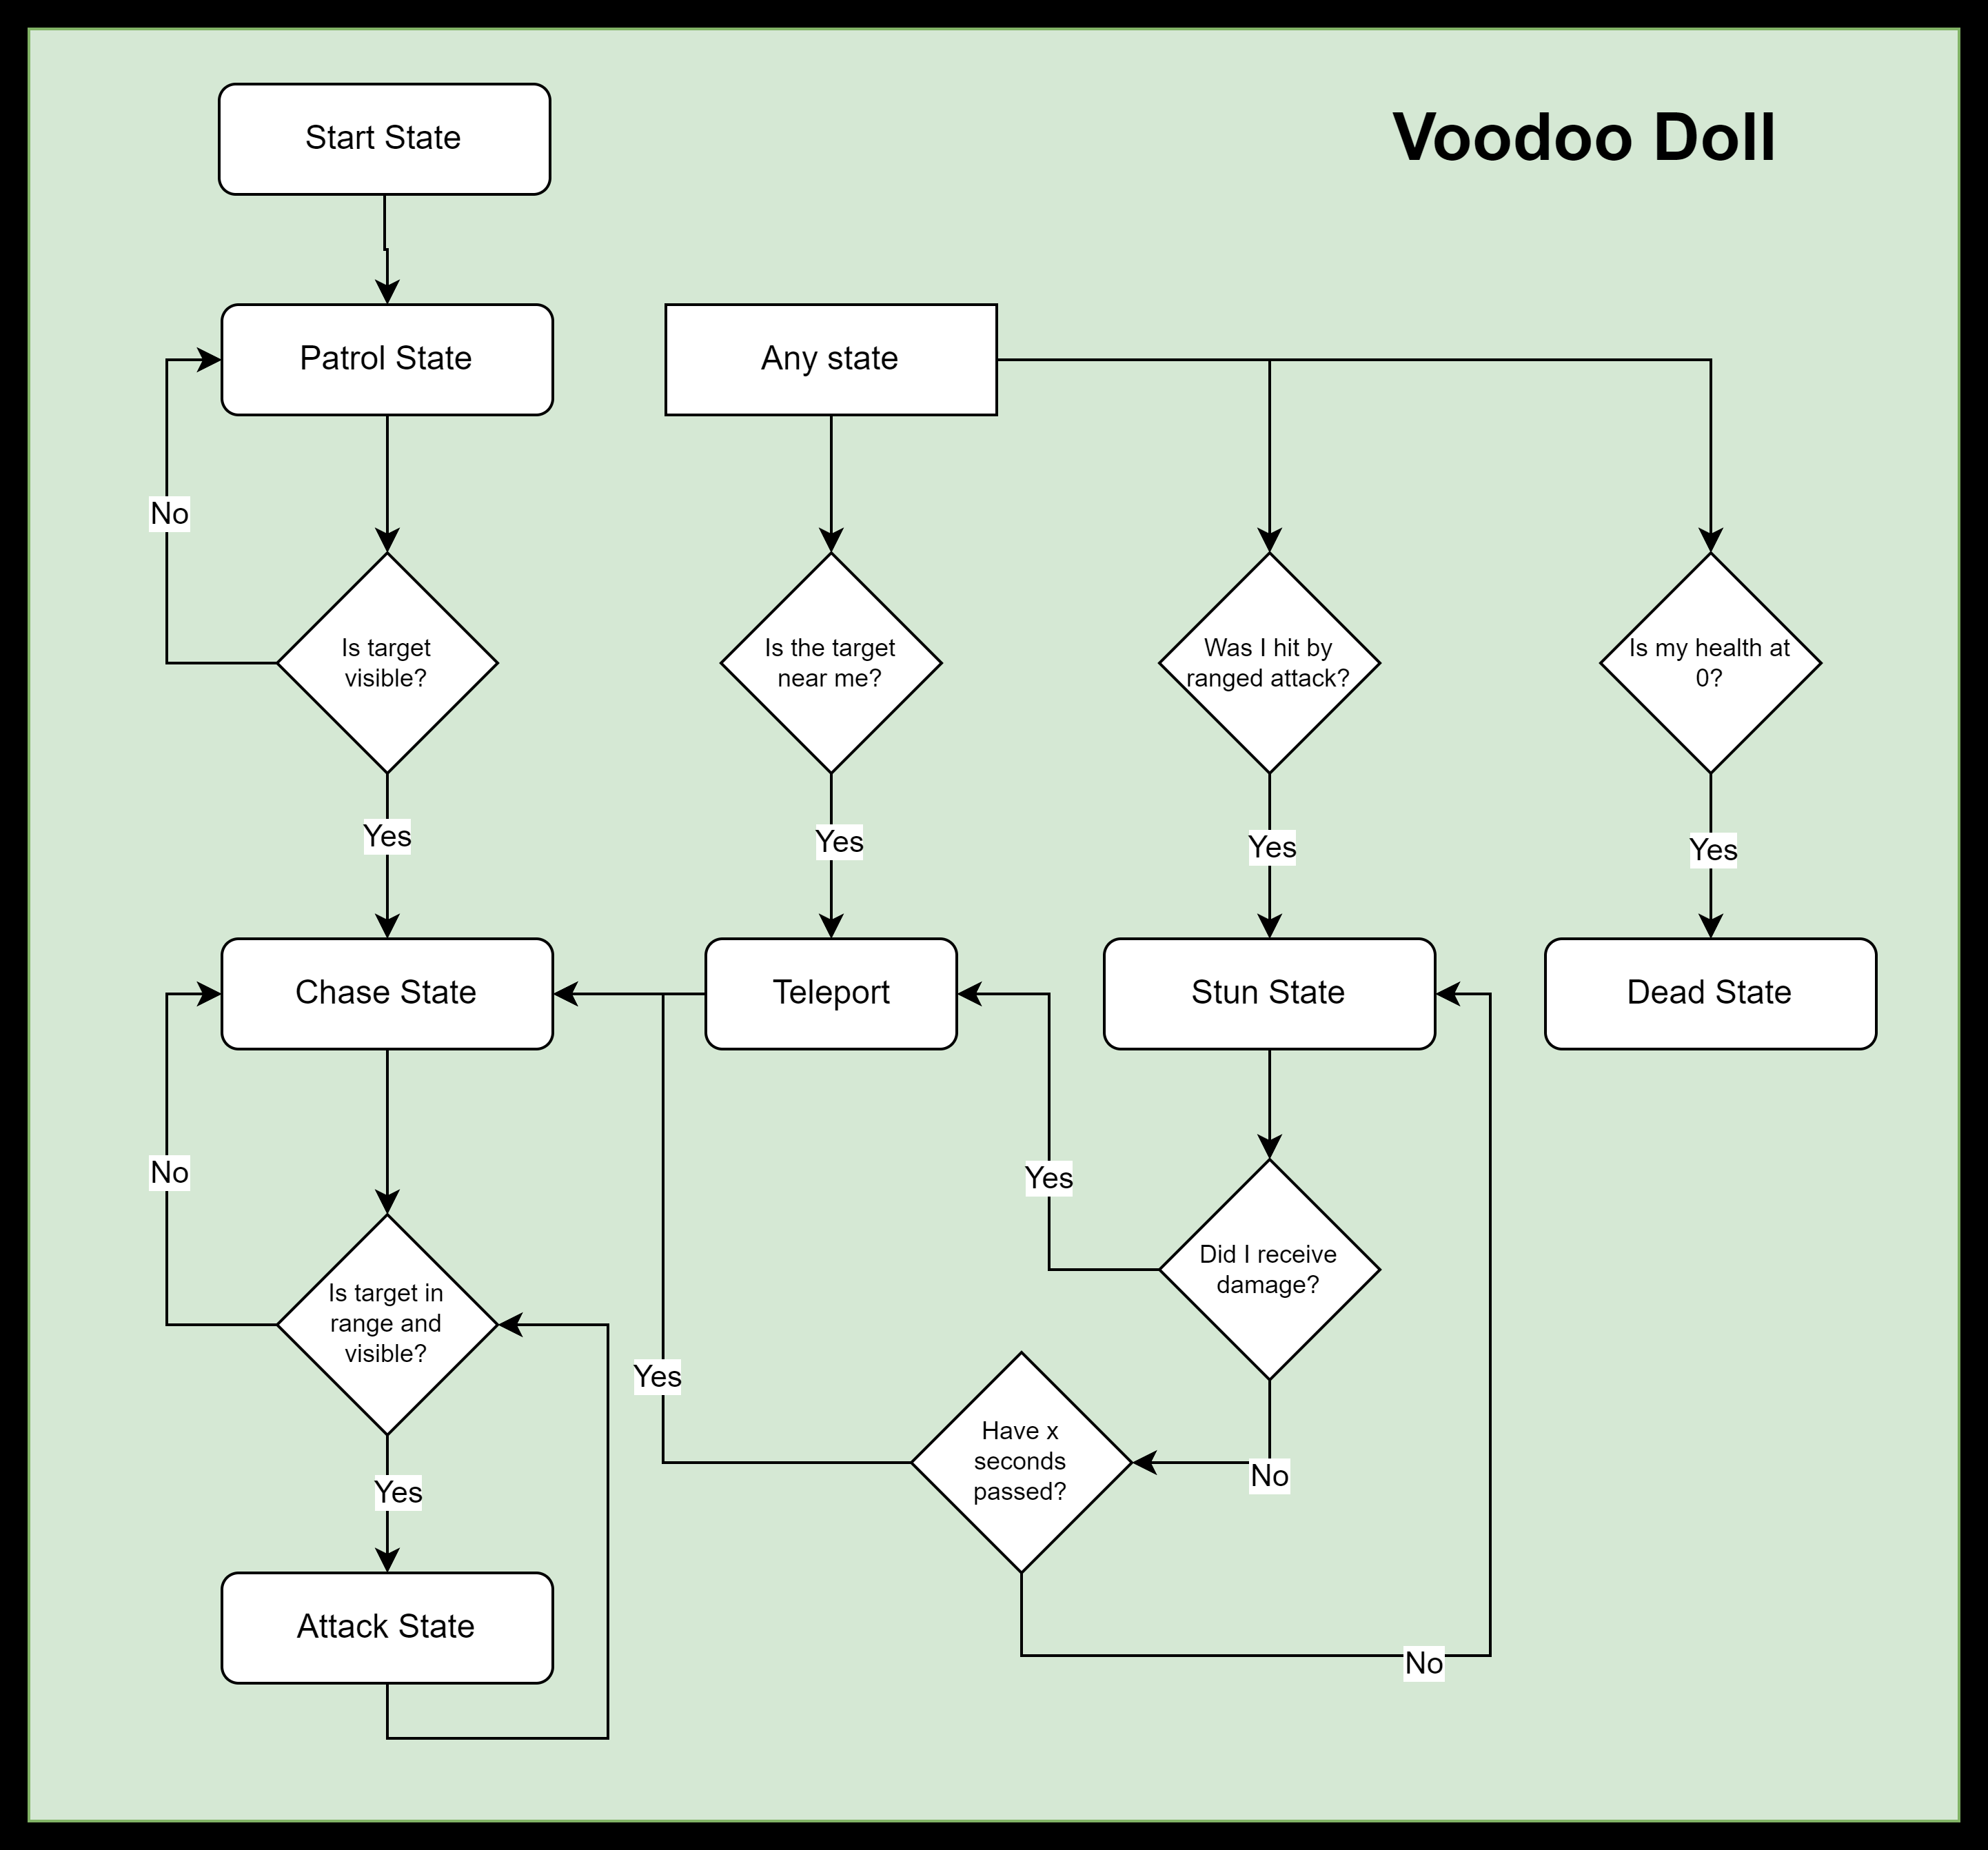 Start State
Voodoo Doll
Patrol State
Any state
No
Is target
visible?
Is the target
near me?
Was I hit by
ranged attack?
Is my health at
0?
Yes
Yes
Yes
Yes
Chase State
Teleport
Stun State
Dead State
No
Yes
Did I receive
damage?
Is target in
range and
visible?
Yes
Have x
seconds
passed?
No
Yes
Attack State
No